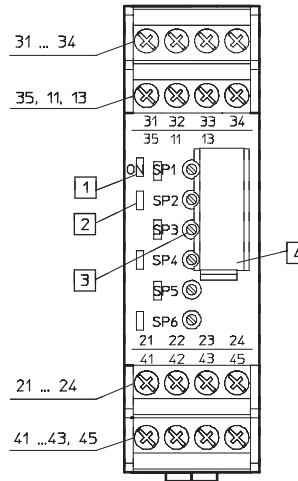 31 ... 34
35, 11, 13
31 32 33 34
35 11 13
ON SP1
1
SP2
2
SP3
3
SP4
4
SP5
SP6
21 22 23 24
41 42 43 45
21 ... 24
41 ...43, 45